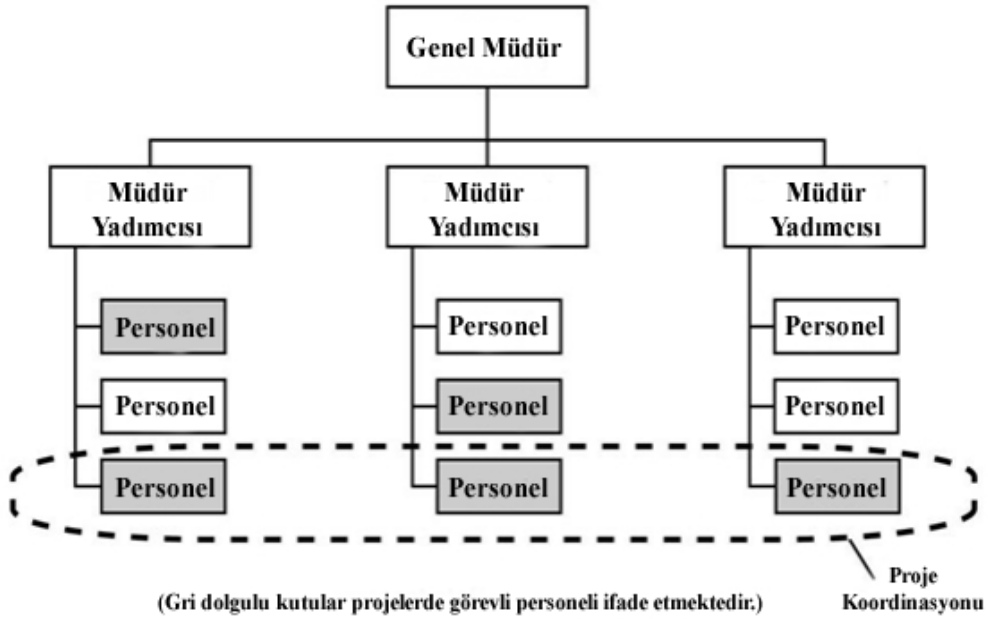 Genel Müdür
Müdür
Yadımcısı
Müdür
Yadımcısı
Müdür
Yadımcısı
Personel
Personel
Personel
Personel
Personel
Personel
Personel
Personel
Personel
Proje
Koordinasyonu
(Gri dolgulu kutular projelerde görevli personeli ifade etmektedir.)